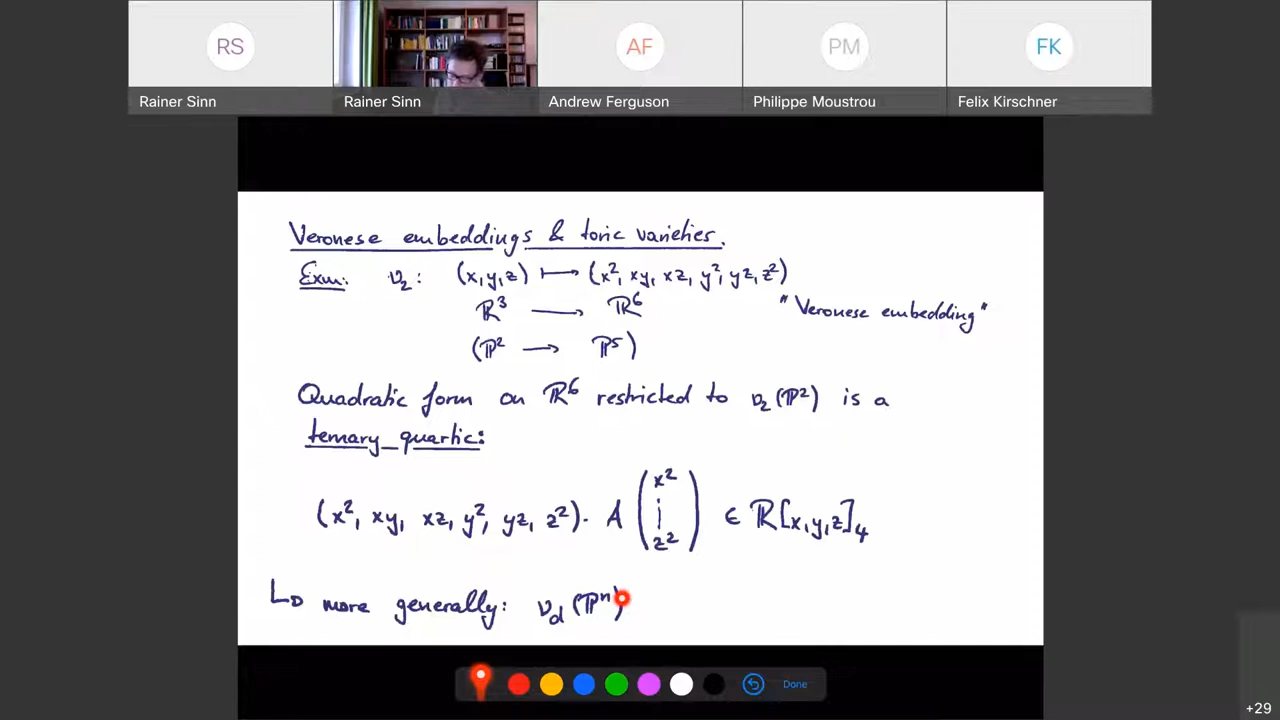 RS
AF
PM
FK
Rainer Sinn
Rainer Sinn
Andrew Ferguson
Philippe Moustrou
Felix Kirschner
Veronese embeddings & toric varieties.
Exm: ν₂: (x,y,z) ⟼ (x², xy, xz, y², yz, z²)
ℝ³ ⟶ ℝ⁶ "Veronese embedding"
(ℙ² ⟶ ℙ⁵)
Quadratic form on ℝ⁶ restricted to ν₂(ℙ²) is a
ternary quartic:
(x², xy, xz, y², yz, z²). A (x² ⋮ z²) ∈ ℝ[x,y,z]₄
↳ more generally: ν_d(ℙⁿ)
Done
+29